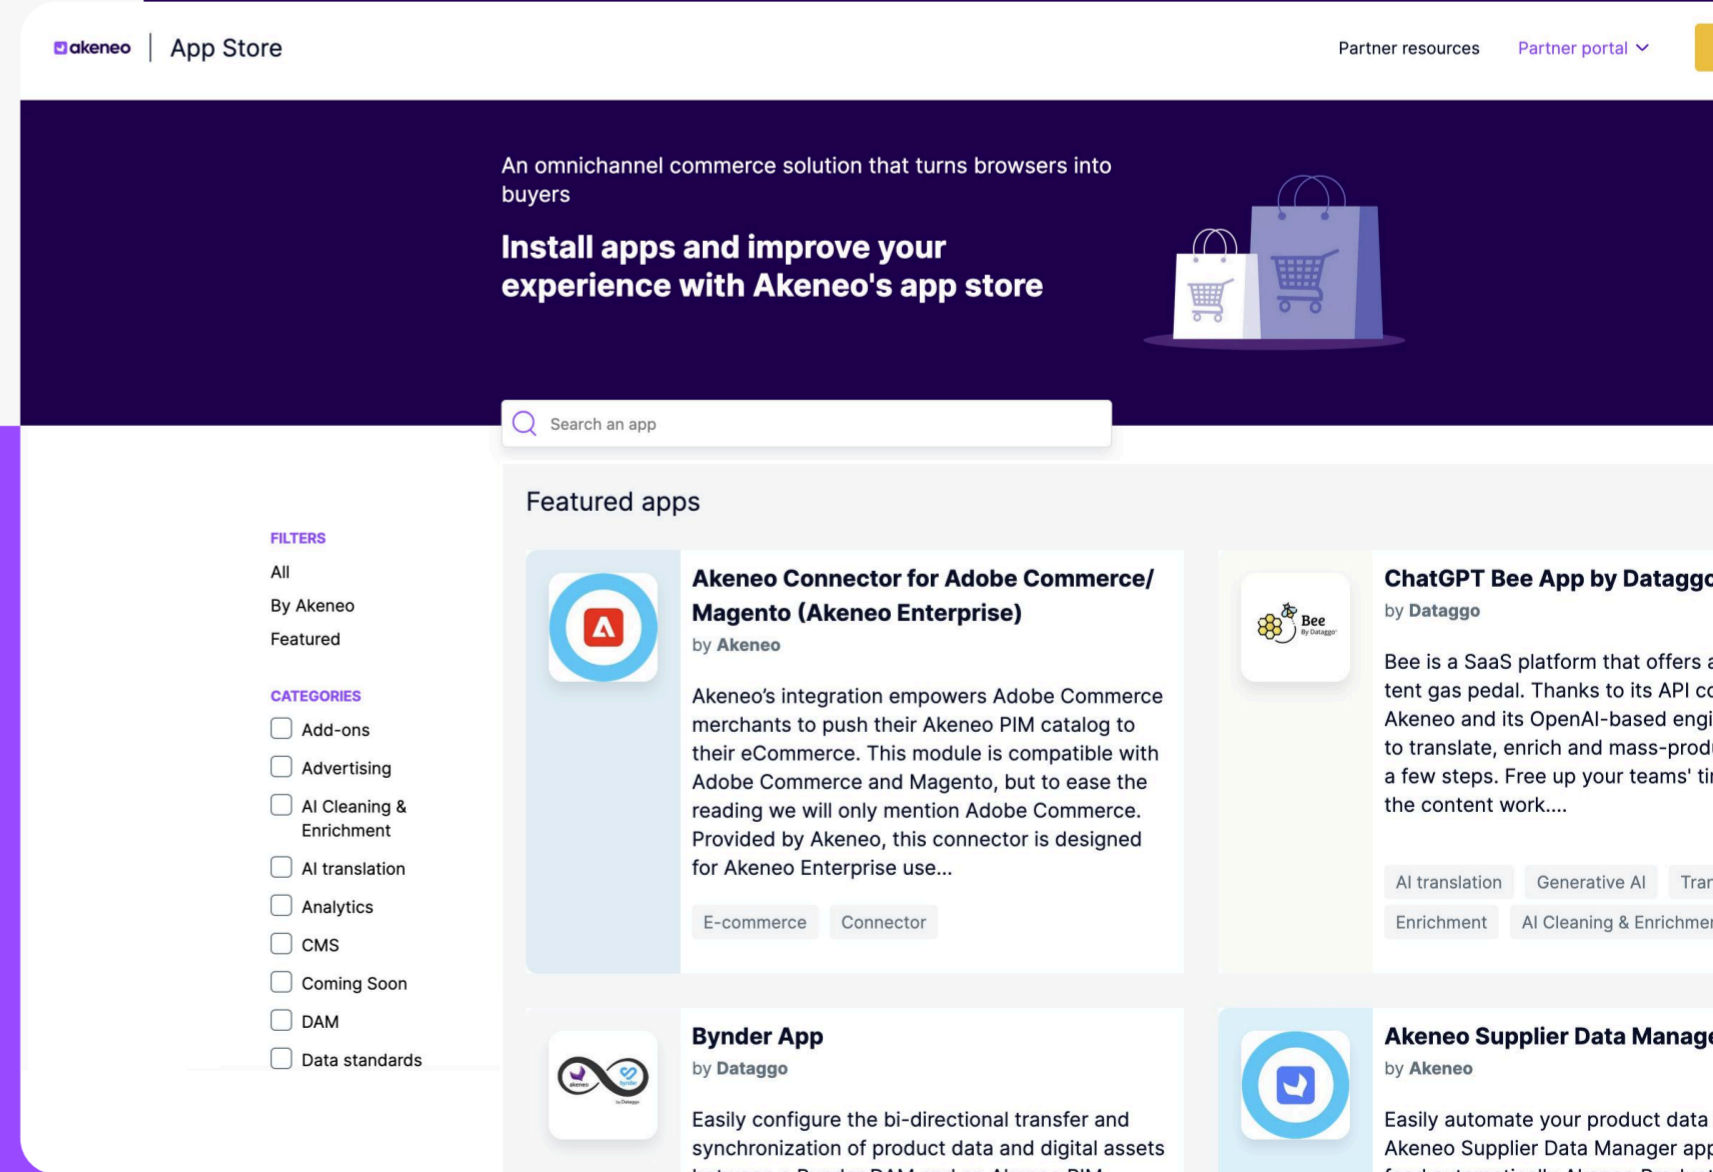 akeneo
App Store
Partner resources
Partner portal
An omnichannel commerce solution that turns browsers into
buyers
Install apps and improve your
experience with Akeneo's app store
Search an app
FILTERS
All
By Akeneo
Featured
CATEGORIES
Add-ons
Advertising
AI Cleaning &
Enrichment
AI translation
Analytics
CMS
Coming Soon
DAM
Data standards
Featured apps
Akeneo Connector for Adobe Commerce/
Magento (Akeneo Enterprise)
by Akeneo
Akeneo’s integration empowers Adobe Commerce
merchants to push their Akeneo PIM catalog to
their eCommerce. This module is compatible with
Adobe Commerce and Magento, but to ease the
reading we will only mention Adobe Commerce.
Provided by Akeneo, this connector is designed
for Akeneo Enterprise use...
E-commerce
Connector
Bee
By Dataggo
ChatGPT Bee App by Dataggo
by Dataggo
Bee is a SaaS platform that offers
tent gas pedal. Thanks to its API
Akeneo and its OpenAI-based
to translate, enrich and
a few steps. Free up your teams'
the content work....
AI translation
Generative AI
Enrichment
AI Cleaning &
akeneo
bynder
by Dataggo
Bynder App
by Dataggo
Easily configure the bi-directional transfer and
synchronization of product data and digital assets
Akeneo Supplier Data
by Akeneo
Easily automate your product data
Akeneo Supplier Data Manager